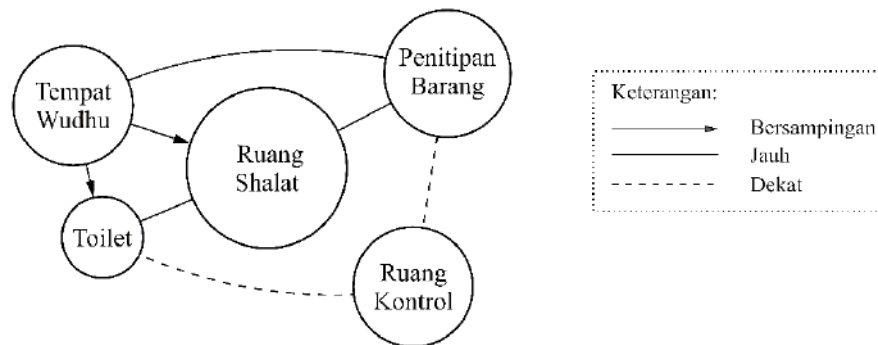 Tempat
Wudhu
Penitipan
Barang
Ruang
Shalat
Toilet
Ruang
Kontrol
Keterangan:
Bersampingan
Jauh
Dekat